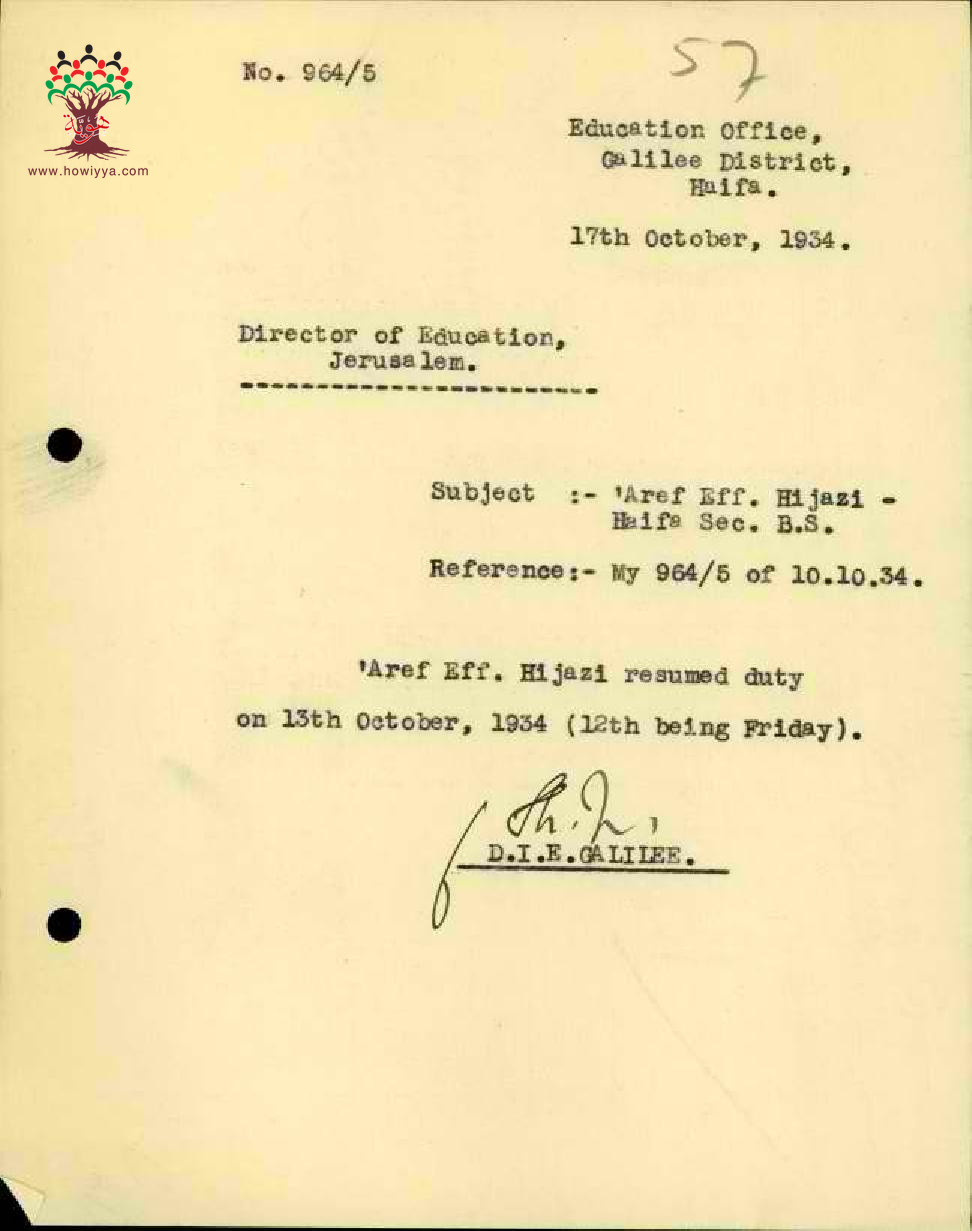 57
No. 964/5
هوية
www.howiyya.com
Education Office,
Galilee District,
Haifa.
17th October, 1934.
Director of Education,
Jerusalem.
-------------------------
Subject :- 'Aref Eff. Hijazi -
Haifa Sec. B.S.
Reference:- My 964/5 of 10.10.34.
'Aref Eff. Hijazi resumed duty
on 13th October, 1934 (12th being Friday).
D.I.E.GALILEE.